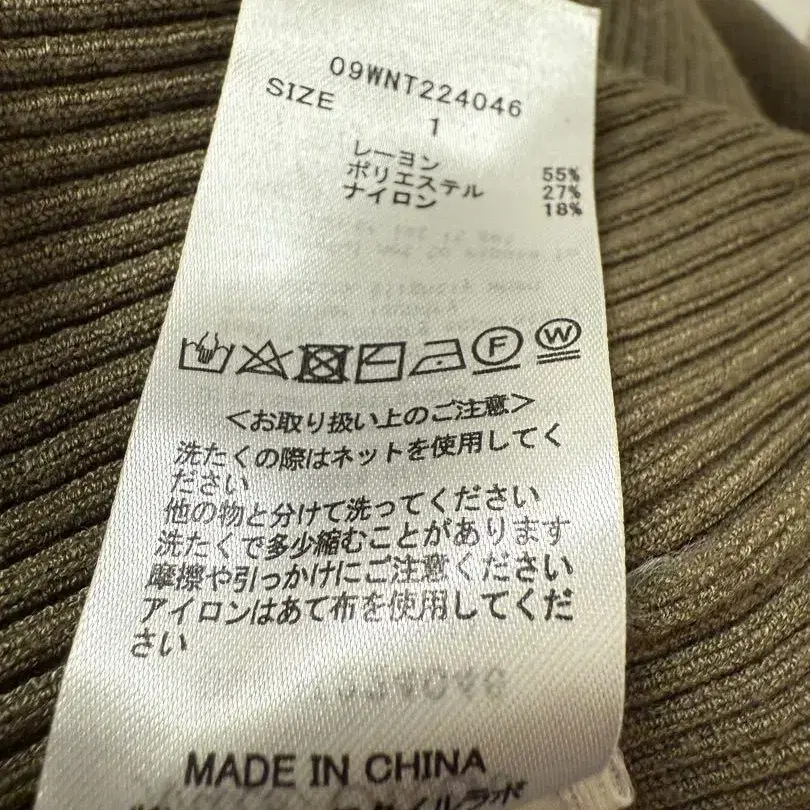 09WNT224046
SIZE
1
レーヨン 55%
ポリエステル 27%
ナイロン 18%
F W
<お取り扱い上のご注意>
洗たくの際はネットを使用してく
ださい
他の物と分けて洗ってください
洗たくで多少縮むことがあります
摩擦や引っかけにご注意ください
アイロンはあて布を使用してくだ
さい
MADE IN CHINA